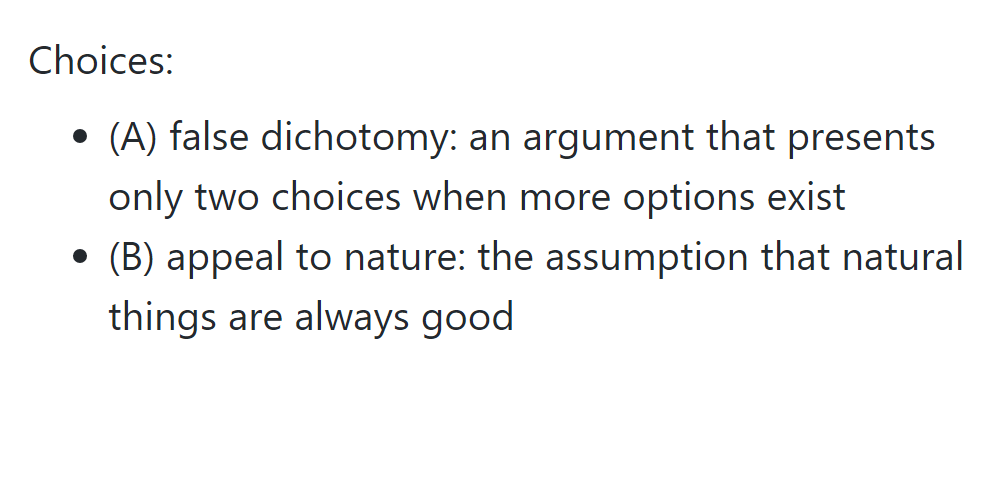 Choices:
• (A) false dichotomy: an argument that presents
only two choices when more options exist
• (B) appeal to nature: the assumption that natural
things are always good